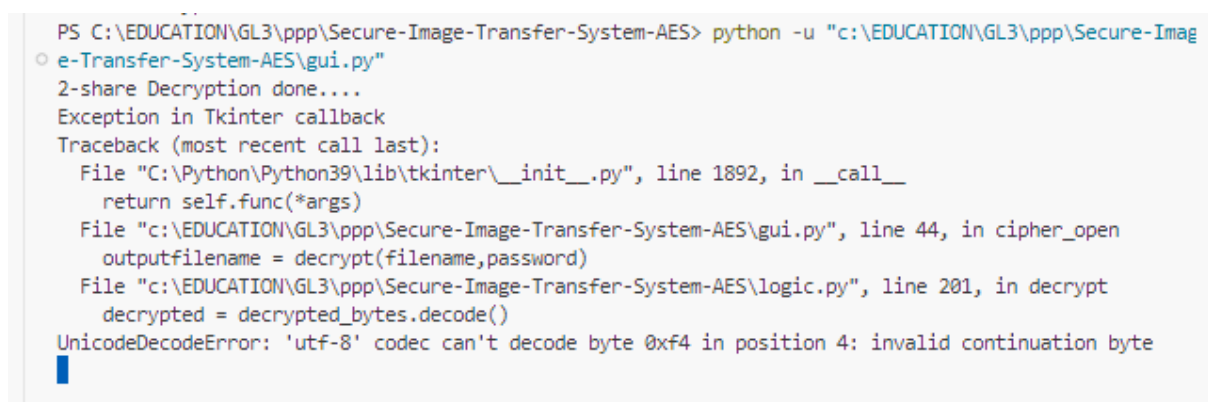 PS C:\EDUCATION\GL3\ppp\Secure-Image-Transfer-System-AES> python -u "c:\EDUCATION\GL3\ppp\Secure-Imag
e-Transfer-System-AES\gui.py"
2-share Decryption done....
Exception in Tkinter callback
Traceback (most recent call last):
  File "C:\Python\Python39\lib\tkinter\__init__.py", line 1892, in __call__
    return self.func(*args)
  File "c:\EDUCATION\GL3\ppp\Secure-Image-Transfer-System-AES\gui.py", line 44, in cipher_open
    outputfilename = decrypt(filename,password)
  File "c:\EDUCATION\GL3\ppp\Secure-Image-Transfer-System-AES\logic.py", line 201, in decrypt
    decrypted = decrypted_bytes.decode()
UnicodeDecodeError: 'utf-8' codec can't decode byte 0xf4 in position 4: invalid continuation byte